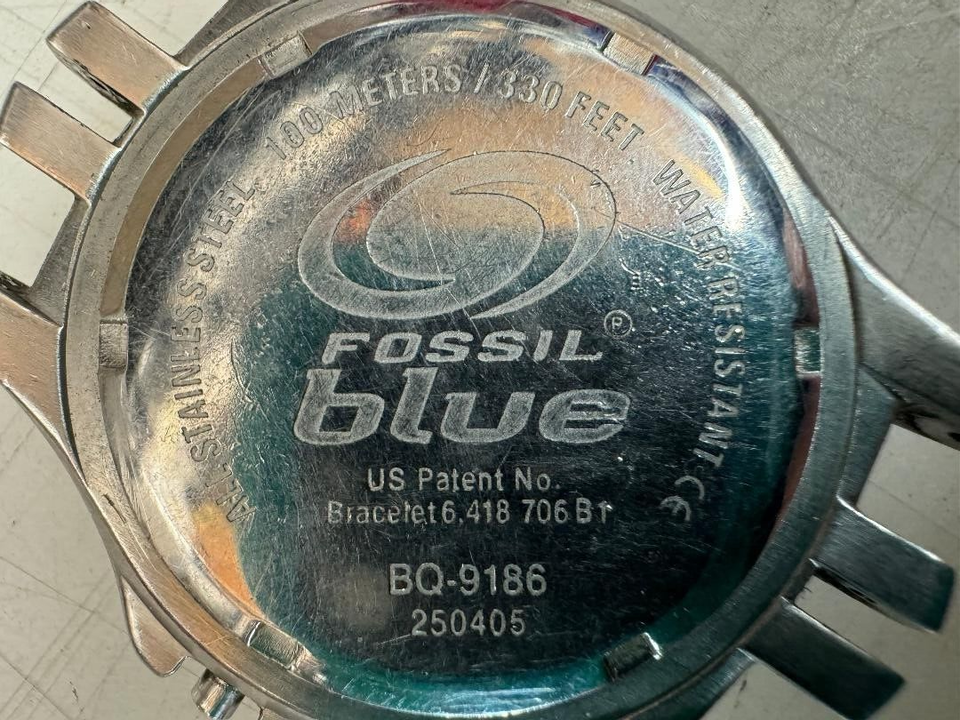 ALL STAINLESS STEEL 100 METERS / 330 FEET WATER RESISTANT CE
FOSSIL
blue
US Patent No.
Bracelet 6,418 706 B1
BQ-9186
250405